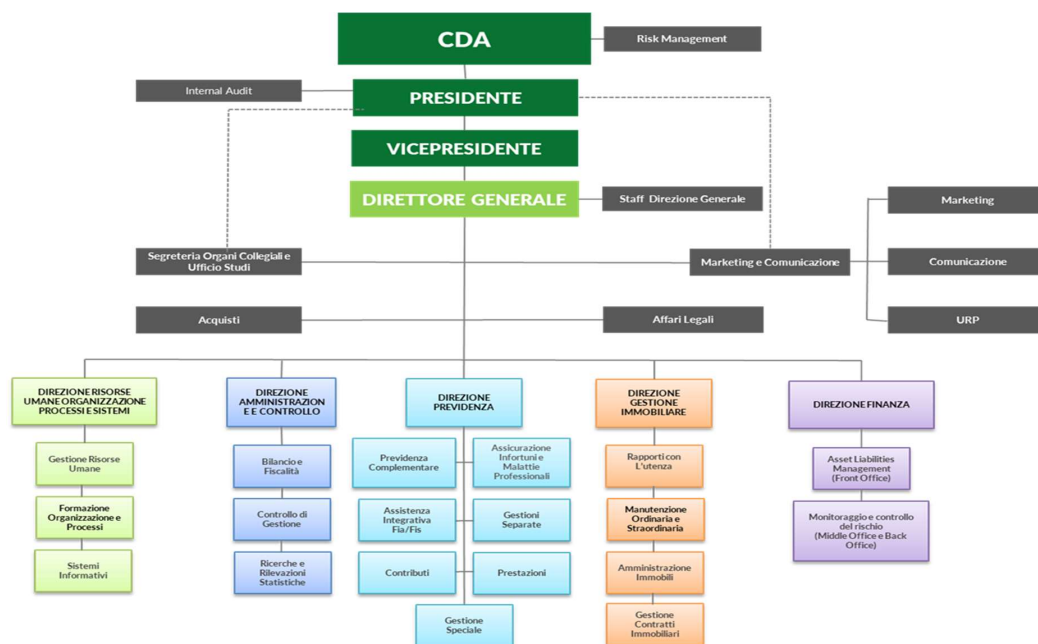 CDA
Risk Management
Internal Audit
PRESIDENTE
VICEPRESIDENTE
DIRETTORE GENERALE
Staff Direzione Generale
Marketing
Segreteria Organi Collegiali e
Ufficio Studi
Marketing e Comunicazione
Comunicazione
Acquisti
Affari Legali
URP
DIREZIONE RISORSE
UMANE ORGANIZZAZIONE
PROCESSI E SISTEMI
DIREZIONE
AMMINISTRAZION
E E CONTROLLO
DIREZIONE
PREVIDENZA
DIREZIONE
GESTIONE
IMMOBILIARE
DIREZIONE FINANZA
Gestione Risorse
Umane
Formazione
Organizzazione e
Processi
Sistemi
Informativi
Bilancio e
Fiscalità
Controllo di
Gestione
Ricerche e
Rilevazioni
Statistiche
Previdenza
Complementare
Assicurazione
Infortuni e
Malattie
Professionali
Assistenza
Integrativa
Fia/Fis
Gestioni
Separate
Contributi
Prestazioni
Gestione
Speciale
Rapporti con
L'utenza
Manutenzione
Ordinaria e
Straordinaria
Amministrazione
Immobili
Gestione
Contratti
Immobiliari
Asset Liabilities
Management
(Front Office)
Monitoraggio e controllo
del rischio
(Middle Office e Back
Office)